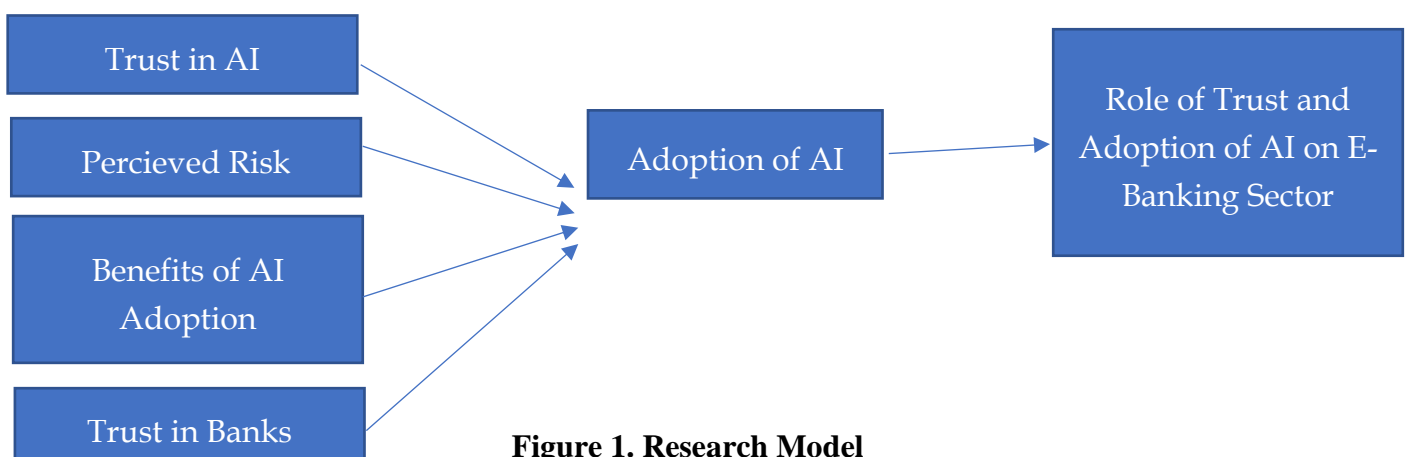 Trust in AI
Percieved Risk
Benefits of AI
Adoption
Trust in Banks
Adoption of AI
Role of Trust and
Adoption of AI on E-
Banking Sector
Figure 1. Research Model